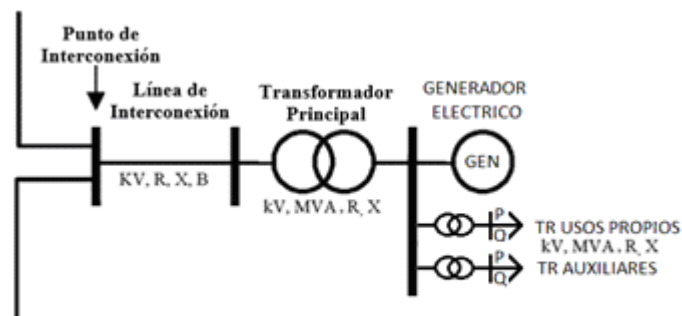 Punto de
Interconexión
Línea de
Interconexión
Transformador
Principal
GENERADOR
ELECTRICO
GEN
KV, R, X, B
kV, MVA, R, X
P
Q
TR USOS PROPIOS
kV, MVA, R, X
P
Q
TR AUXILIARES